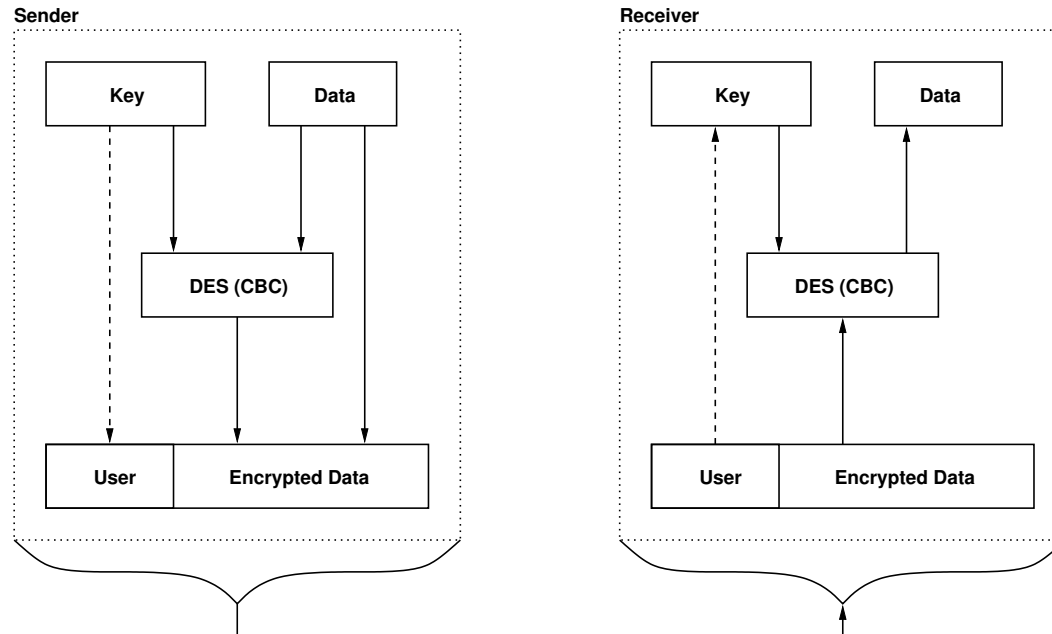 Sender
Key
Data
DES (CBC)
User
Encrypted Data
Receiver
Key
Data
DES (CBC)
User
Encrypted Data